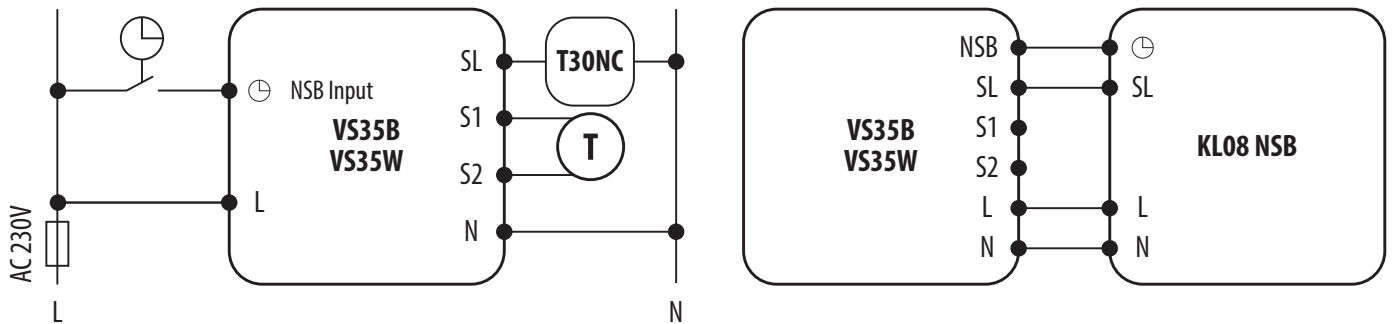 SL
T30NC
NSB Input
S1
VS35B
VS35W
T
S2
L
N
AC 230V
L
N
NSB
SL
SL
S1
VS35B
VS35W
KL08 NSB
S2
L
L
N
N